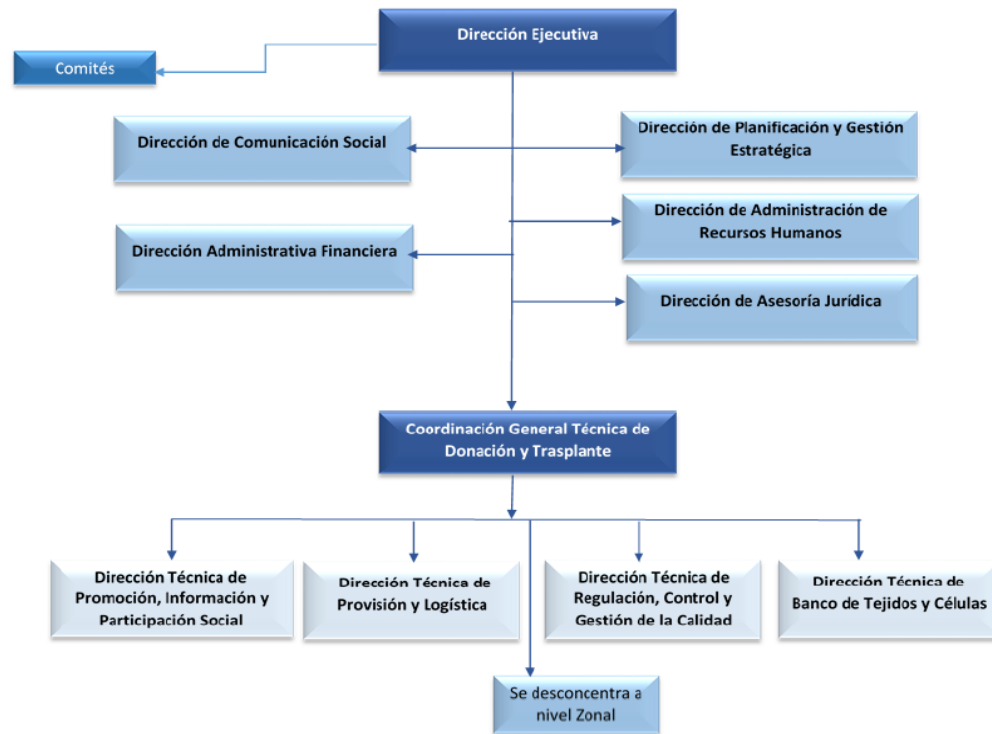 Dirección Ejecutiva
Comités
Dirección de Comunicación Social
Dirección de Planificación y Gestión
Estratégica
Dirección de Administración de
Recursos Humanos
Dirección Administrativa Financiera
Dirección de Asesoría Jurídica
Coordinación General Técnica de
Donación y Trasplante
Dirección Técnica de
Promoción, Información y
Participación Social
Dirección Técnica de
Provisión y Logística
Dirección Técnica de
Regulación, Control y
Gestión de la Calidad
Dirección Técnica de
Banco de Tejidos y Células
Se desconcentra a
nivel Zonal